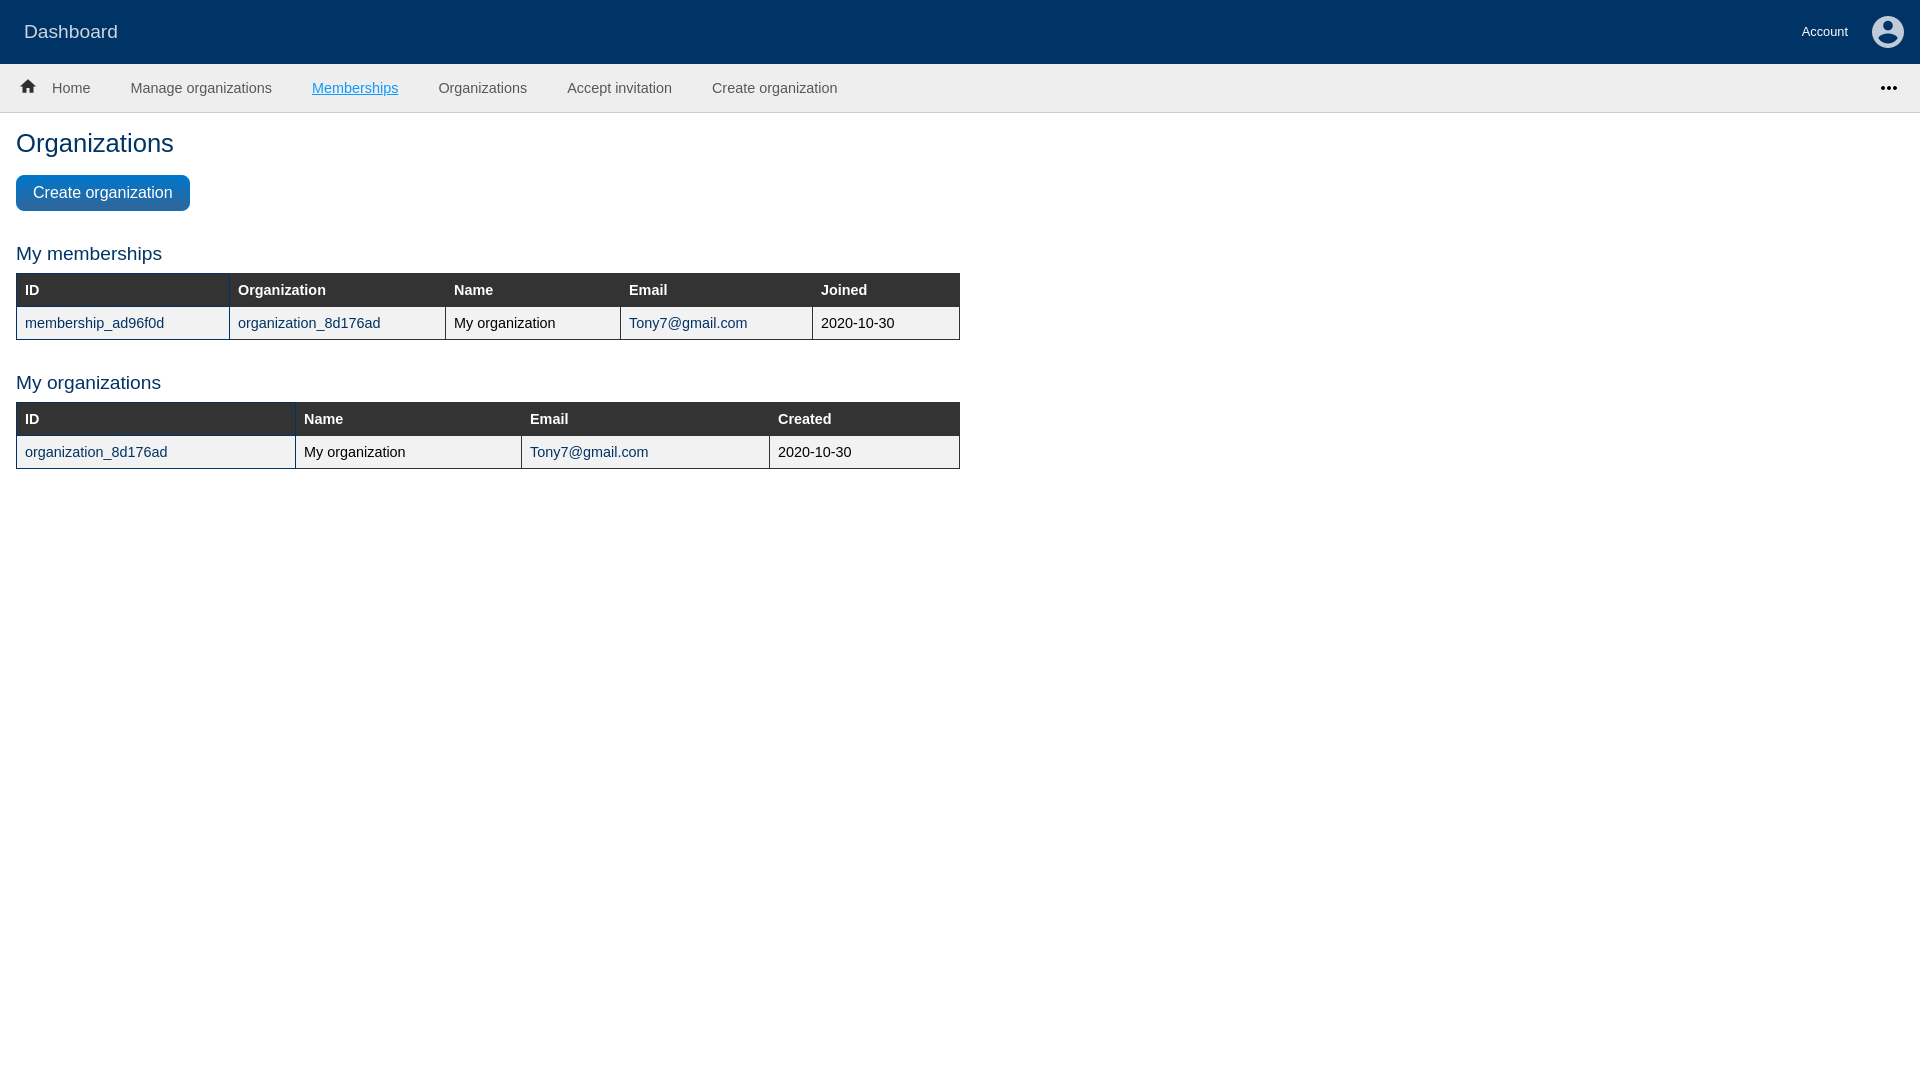 Dashboard
Account
Home Manage organizations Memberships Organizations Accept invitation Create organization
Organizations
Create organization
My memberships
ID Organization Name Email Joined
membership_ad96f0d organization_8d176ad My organization Tony7@gmail.com 2020-10-30
My organizations
ID Name Email Created
organization_8d176ad My organization Tony7@gmail.com 2020-10-30